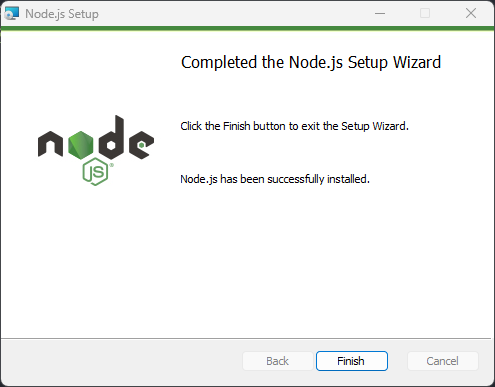 Node.js Setup
Completed the Node.js Setup Wizard
Click the Finish button to exit the Setup Wizard.
node
JS®
Node.js has been successfully installed.
Back
Finish
Cancel